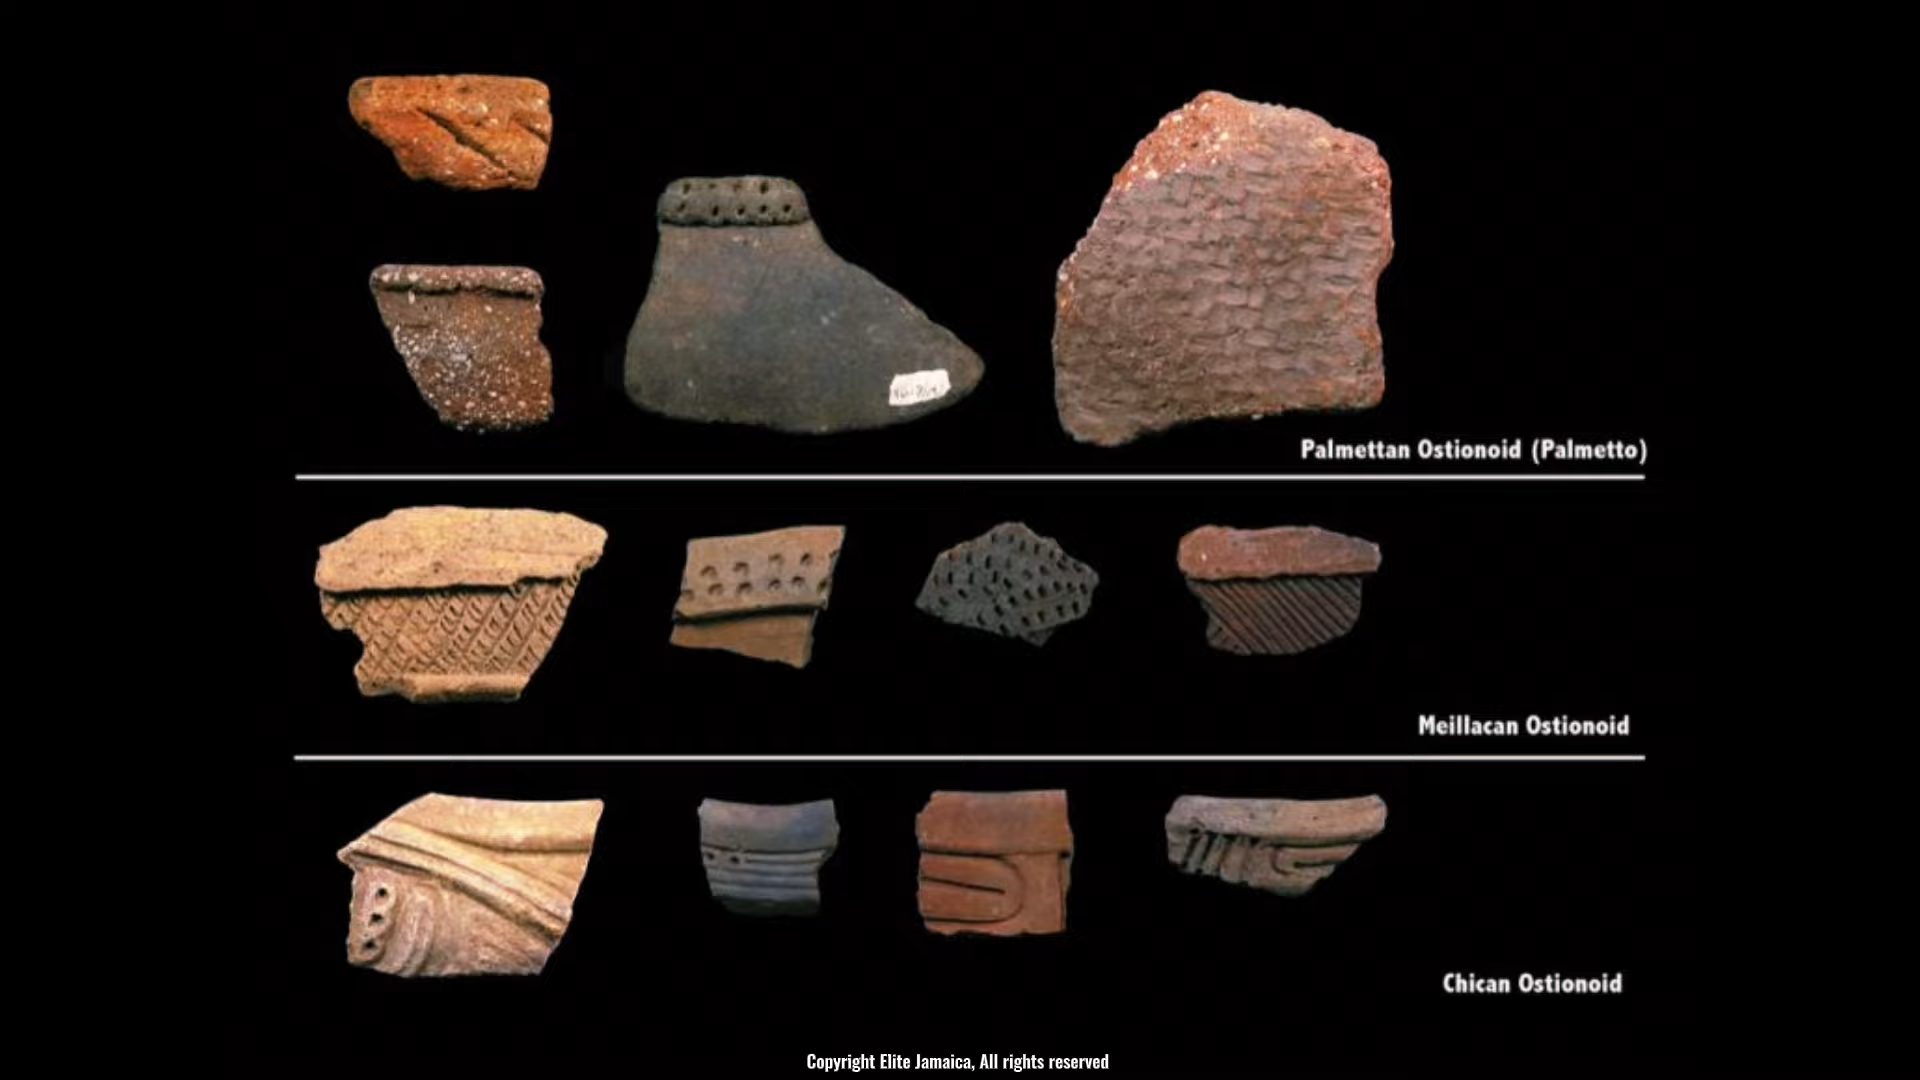 Palmettan Ostionoid (Palmetto)
Meillacan Ostionoid
Chican Ostionoid
Copyright Elite Jamaica, All rights reserved